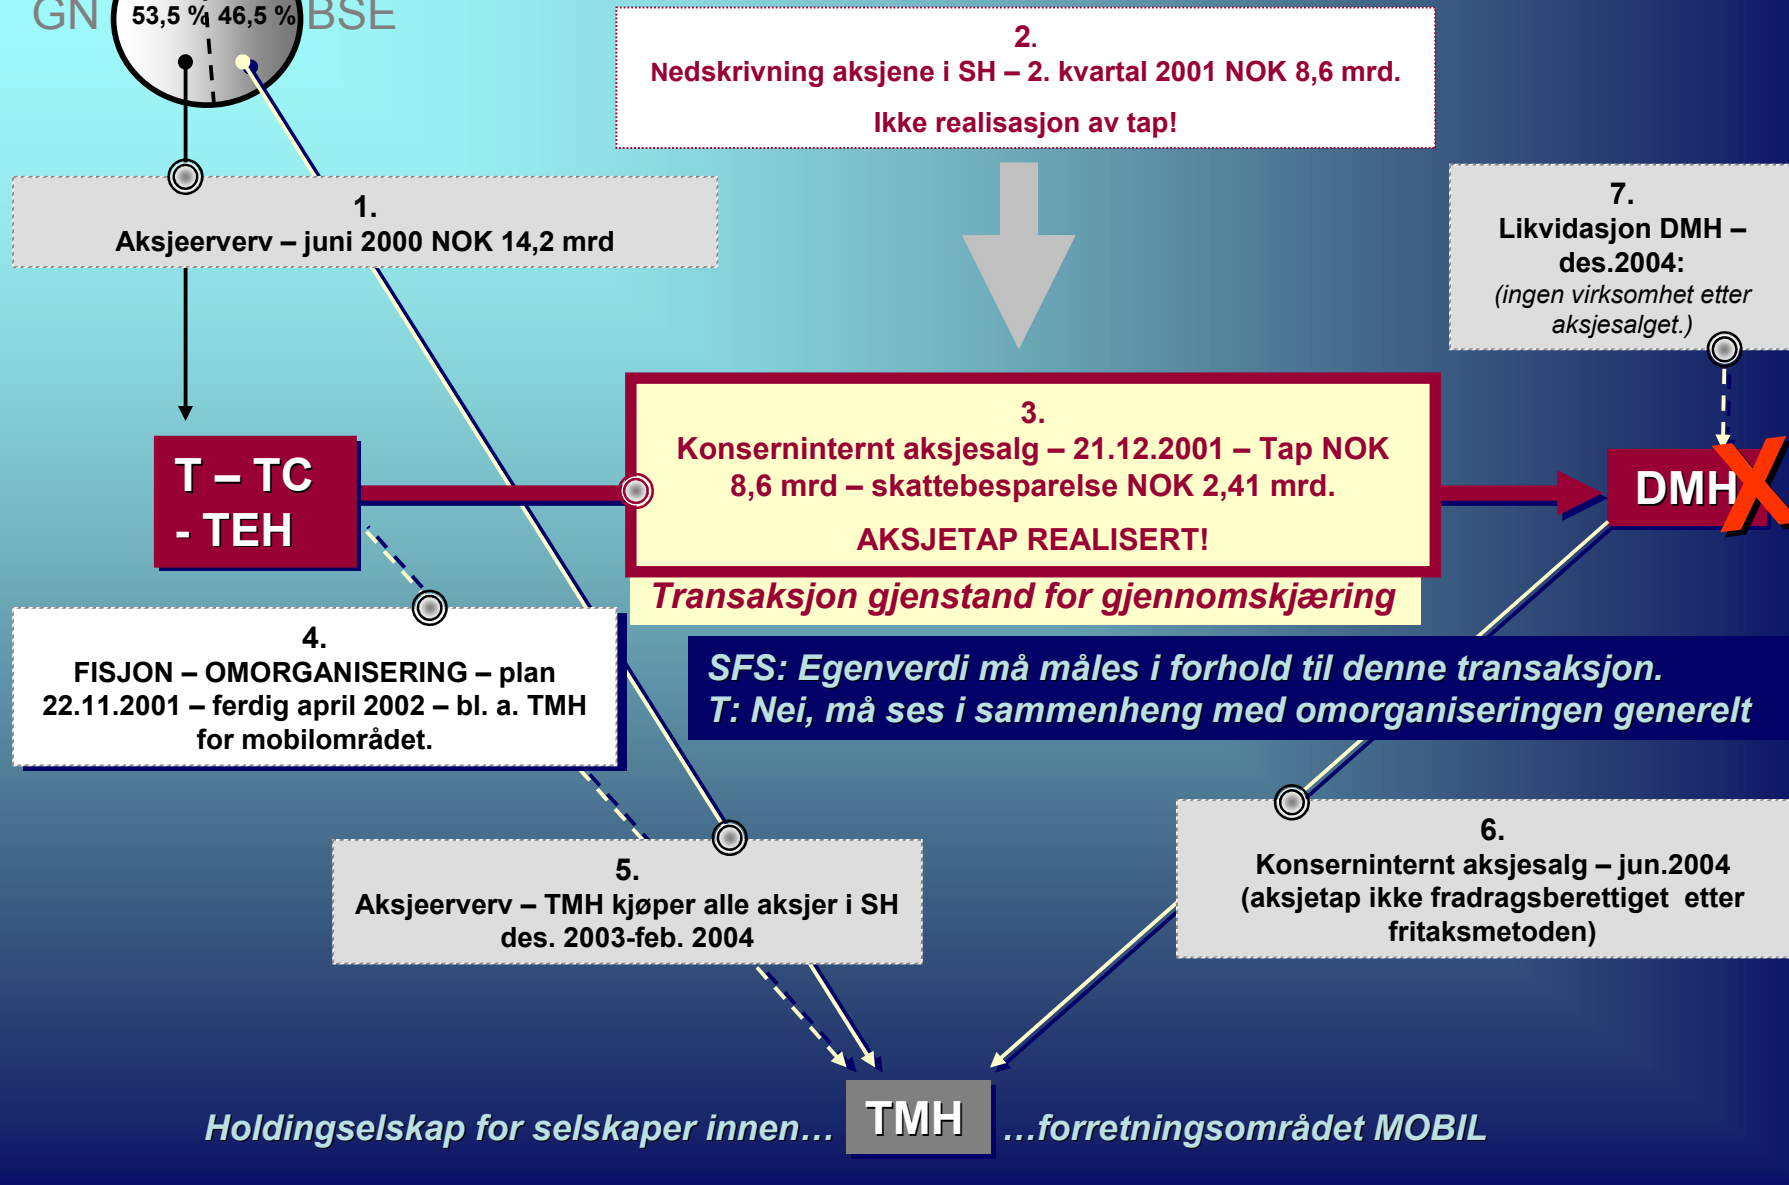 GN 53,5 % 46,5 % BSE
2.
Nedskrivning aksjene i SH – 2. kvartal 2001 NOK 8,6 mrd.
Ikke realisasjon av tap!
1.
Aksjeerverv – juni 2000 NOK 14,2 mrd
7.
Likvidasjon DMH –
des.2004:
(ingen virksomhet etter
aksjesalget.)
3.
Konserninternt aksjesalg – 21.12.2001 – Tap NOK
8,6 mrd – skattebesparelse NOK 2,41 mrd.
AKSJETAP REALISERT!
T – TC
- TEH
DMH
X
Transaksjon gjenstand for gjennomskjæring
4.
FISJON – OMORGANISERING – plan
22.11.2001 – ferdig april 2002 – bl. a. TMH
for mobilområdet.
SFS: Egenverdi må måles i forhold til denne transaksjon.
T: Nei, må ses i sammenheng med omorganiseringen generelt
5.
Aksjeerverv – TMH kjøper alle aksjer i SH
des. 2003-feb. 2004
6.
Konserninternt aksjesalg – jun.2004
(aksjetap ikke fradragsberettiget etter
fritaksmetoden)
Holdingselskap for selskaper innen… TMH …forretningsområdet MOBIL